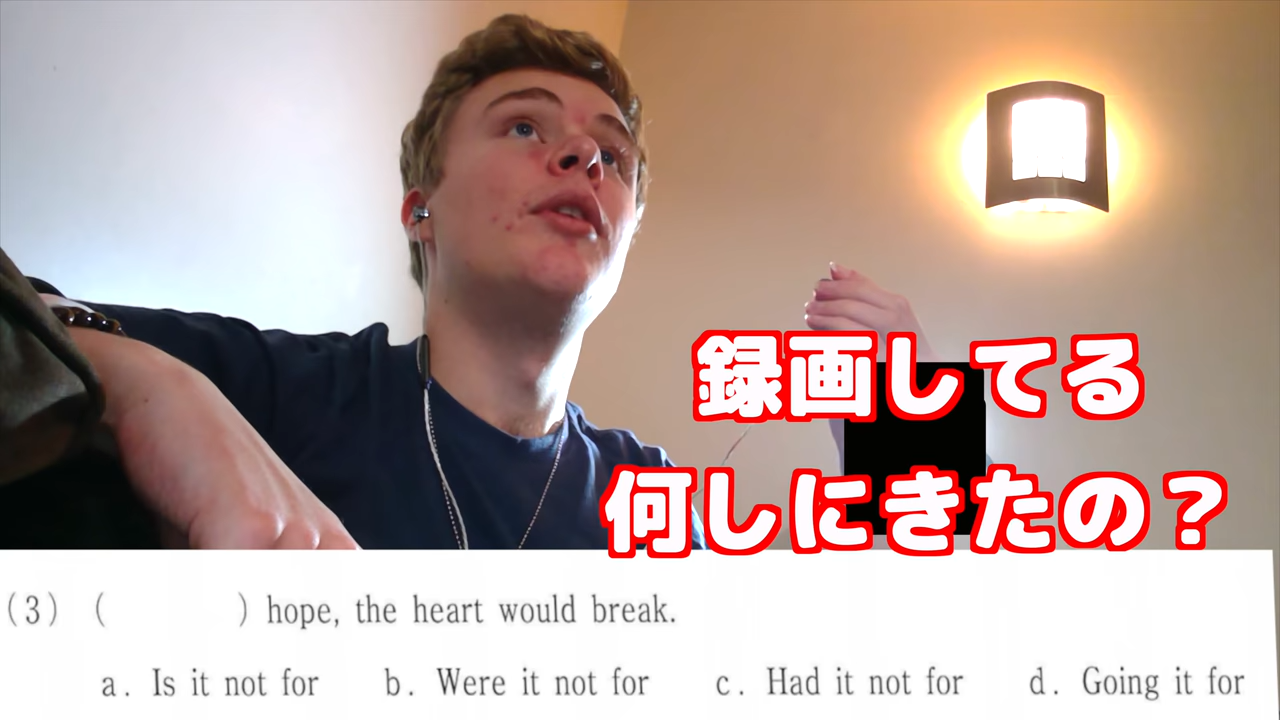 録画してる
何しにきたの？
(3) (　　　) hope, the heart would break.
a. Is it not for　b. Were it not for　c. Had it not for　d. Going it for